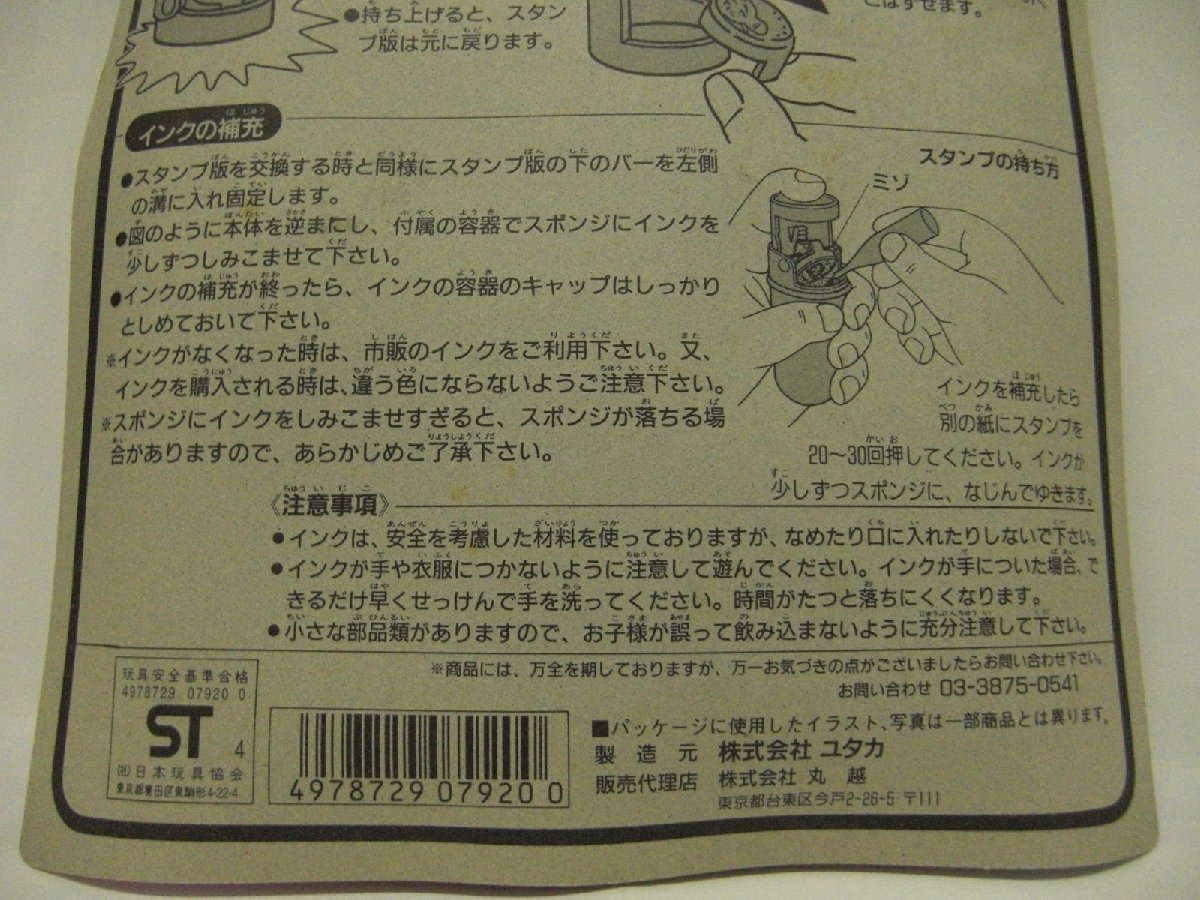 ●持ち上げると、スタン
プ版は元に戻ります。
とはずせます。
インクの補充
●スタンプ版を交換する時と同様にスタンプ版の下のバーを左側
の溝に入れ固定します。
●図のように本体を逆まにし、付属の容器でスポンジにインクを
少しずつしみこませて下さい。
●インクの補充が終ったら、インクの容器のキャップはしっかり
としめておいて下さい。
※インクがなくなった時は、市販のインクをご利用下さい。又、
インクを購入される時は、違う色にならないようご注意下さい。
※スポンジにインクをしみこませすぎると、スポンジが落ちる場
合がありますので、あらかじめご了承下さい。
スタンプの持ち方
ミゾ
インクを補充したら
別の紙にスタンプを
20〜30回押してください。インクが
少しずつスポンジに、なじんでゆきます。
《注意事項》
●インクは、安全を考慮した材料を使っておりますが、なめたり口に入れたりしないで下さい。
●インクが手や衣服につかないように注意して遊んでください。インクが手についた場合、で
きるだけ早くせっけんで手を洗ってください。時間がたつと落ちにくくなります。
●小さな部品類がありますので、お子様が誤って飲み込まないように充分注意して下さい。
※商品には、万全を期しておりますが、万一お気づきの点がございましたらお問い合わせ下さい。
お問い合わせ 03-3875-0541
玩具安全基準合格
4978729 07920 0
ST 4
㈳日本玩具協会
東京都墨田区東駒形4-22-4
4978729 079200
■パッケージに使用したイラスト、写真は一部商品とは異ります。
製造元 株式会社 ユタカ
販売代理店 株式会社 丸越
東京都台東区今戸2-26-5 〒111